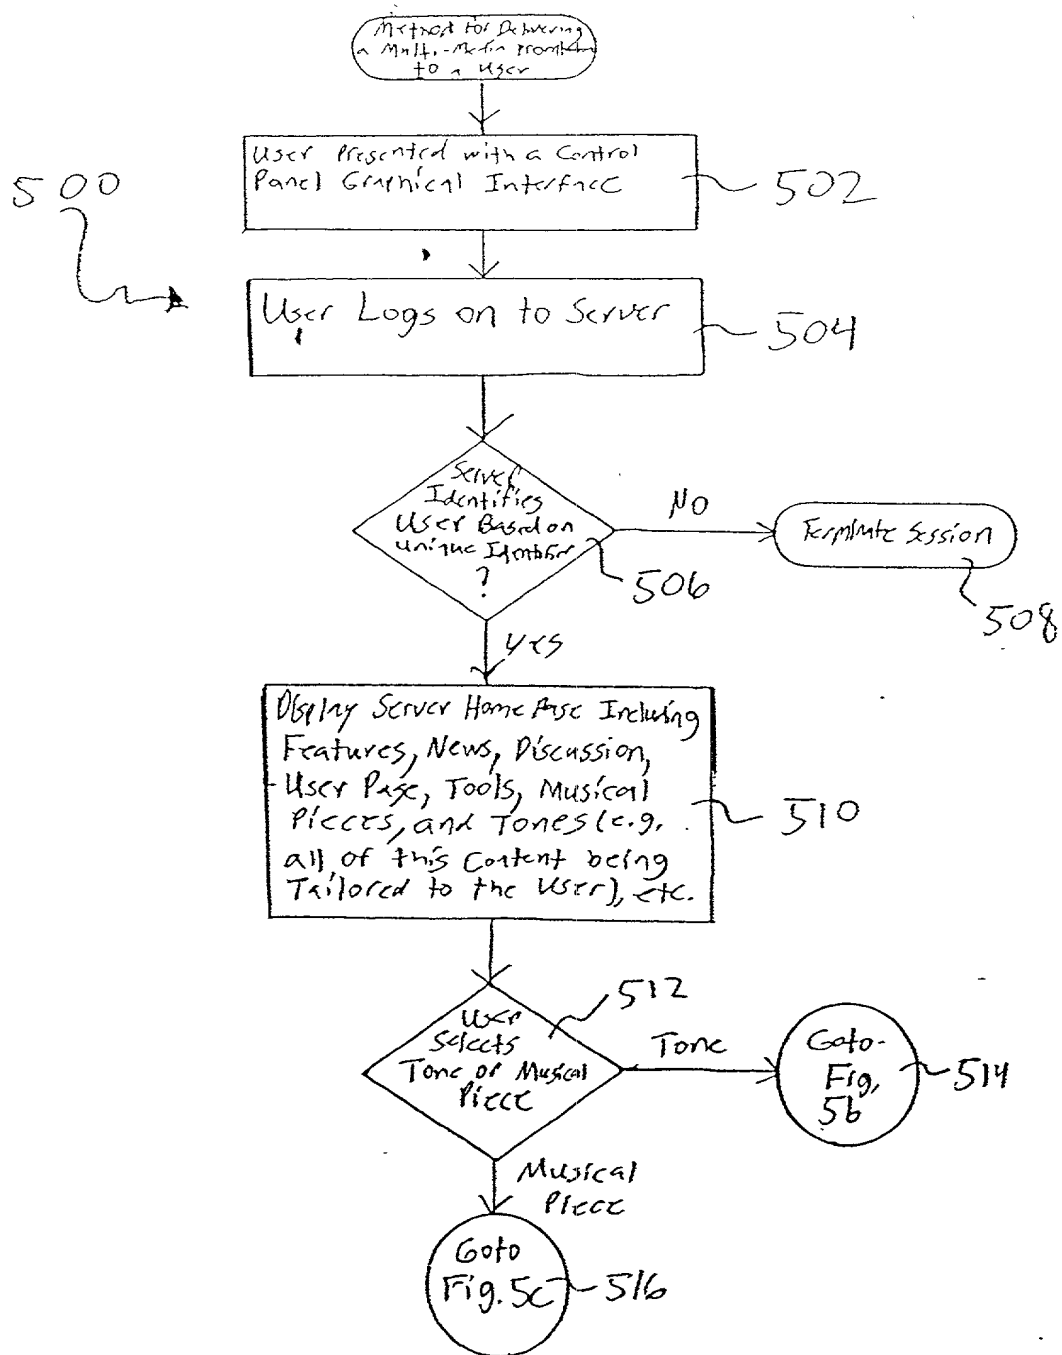 Method for Delivering
a Multi-Media Problem
to a User
User Presented with a Control
Panel Graphical Interface
502
500
User Logs on to Server
504
Server
Identifies
User Based on
Unique Identifier
?
506
NO
Terminate Session
508
Yes
Display Server Home Page Including
Features, News, Discussion,
User Page, Tools, Musical
Pieces, and Tones (e.g.
all of this Content being
Tailored to the User), etc.
510
User
Selects
Tone or Musical
Piece
512
Tone
Goto
Fig.
5b
514
Musical
Piece
Goto
Fig. 5c
516